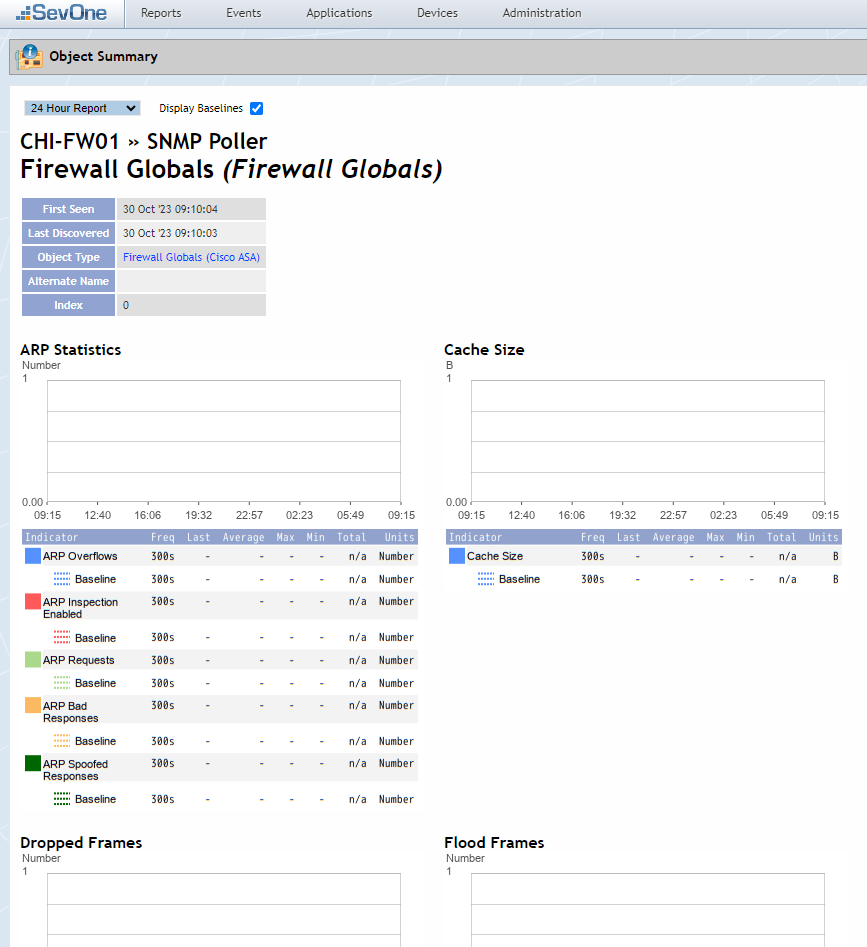 SevOne
Reports Events Applications Devices Administration
Object Summary
24 Hour Report Display Baselines
CHI-FW01 » SNMP Poller
Firewall Globals (Firewall Globals)
First Seen 30 Oct '23 09:10:04
Last Discovered 30 Oct '23 09:10:03
Object Type Firewall Globals (Cisco ASA)
Alternate Name
Index 0
ARP Statistics
Number
1
0.00
09:15 12:40 16:06 19:32 22:57 02:23 05:49 09:15
Indicator Freq Last Average Max Min Total Units
ARP Overflows 300s - - - - n/a Number
Baseline 300s - - - - n/a Number
ARP Inspection 300s - - - - n/a Number
Enabled
Baseline 300s - - - - n/a Number
ARP Requests 300s - - - - n/a Number
Baseline 300s - - - - n/a Number
ARP Bad 300s - - - - n/a Number
Responses
Baseline 300s - - - - n/a Number
ARP Spoofed 300s - - - - n/a Number
Responses
Baseline 300s - - - - n/a Number
Cache Size
B
1
0.00
09:15 12:40 16:06 19:32 22:57 02:23 05:49 09:15
Indicator Freq Last Average Max Min Total Units
Cache Size 300s - - - - n/a B
Baseline 300s - - - - n/a B
Dropped Frames
Number
1
Flood Frames
Number
1